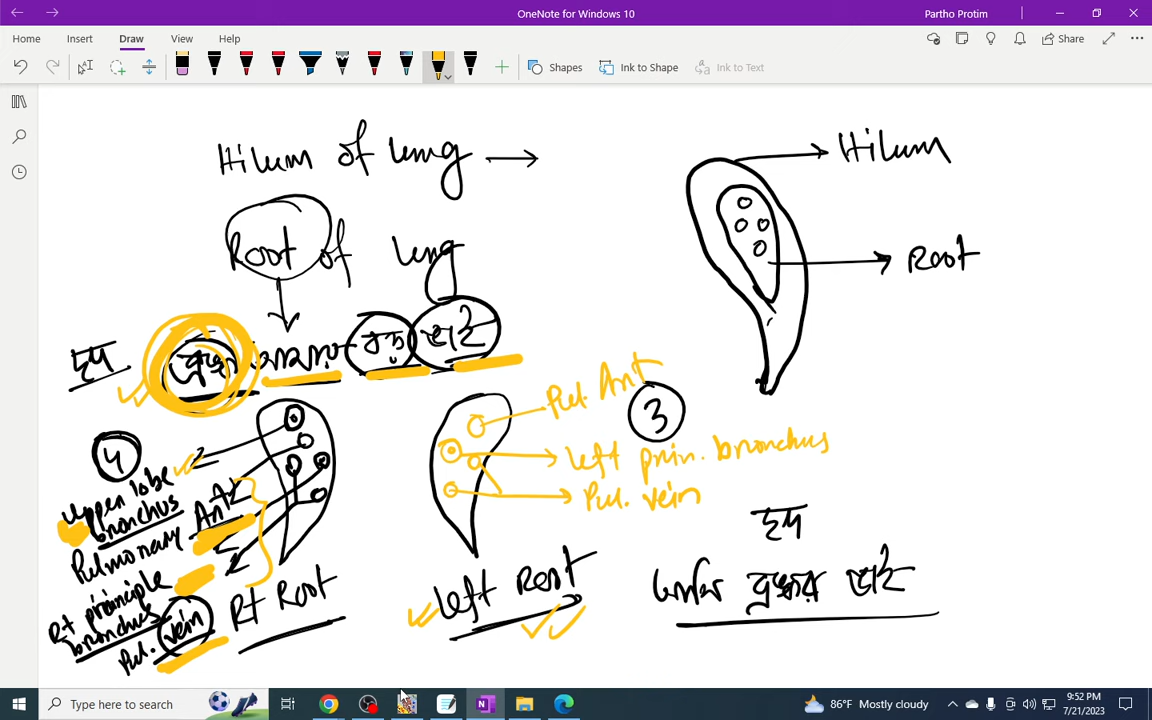 OneNote for Windows 10
Partho Protim
Home Insert Draw View Help
Share
Shapes
Ink to Shape
Ink to Text
Hilum of lung →
Hilum
Root of lung
Root
Pul. Ant
3
left prin. bronchus
Pul. vein
4
Upper lobe
bronchus
Pulmonary Ant
Rt principle
bronchus
Pul. vein
Rt Root
left Root
Type here to search
86°F Mostly cloudy
9:52 PM
7/21/2023